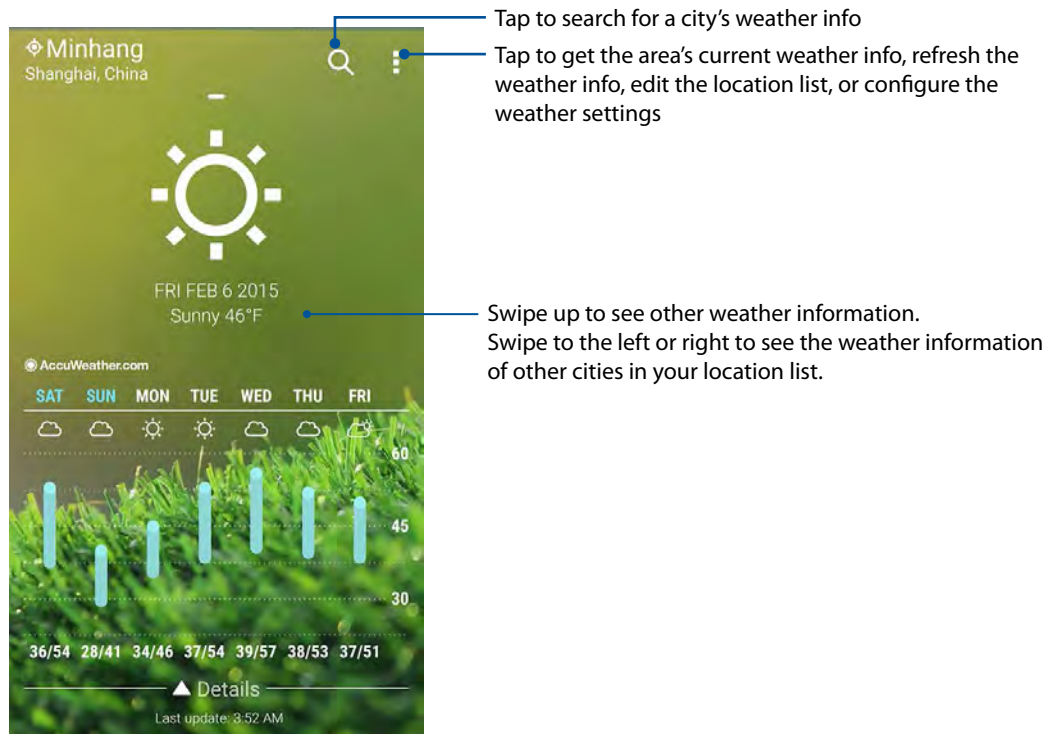 Minhang
Shanghai, China
Tap to search for a city's weather info
Tap to get the area's current weather info, refresh the
weather info, edit the location list, or configure the
weather settings
FRI FEB 6 2015
Sunny 46°F
Swipe up to see other weather information.
Swipe to the left or right to see the weather information
of other cities in your location list.
AccuWeather.com
SAT SUN MON TUE WED THU FRI
60
45
30
36/54 28/41 34/46 37/54 39/57 38/53 37/51
Details
Last update: 3:52 AM